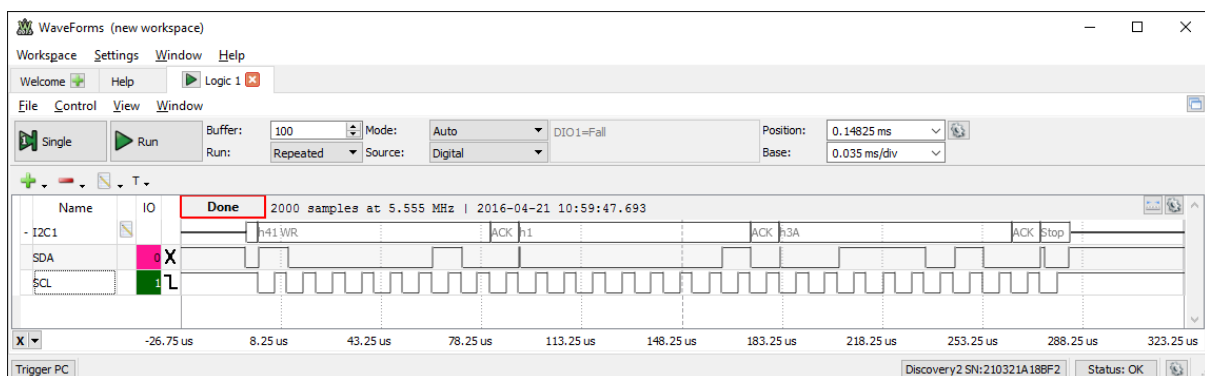 WaveForms (new workspace)
Workspace Settings Window Help
Welcome Help Logic 1
File Control View Window
Single Run Buffer: 100 Mode: Auto DIO1=Fall Position: 0.14825 ms
Run: Repeated Source: Digital Base: 0.035 ms/div
T
Name IO Done 2000 samples at 5.555 MHz | 2016-04-21 10:59:47.693
- I2C1 h41 WR ACK h1 ACK h3A ACK Stop
SDA 0 X
SCL 1
X -26.75 us 8.25 us 43.25 us 78.25 us 113.25 us 148.25 us 183.25 us 218.25 us 253.25 us 288.25 us 323.25 us
Trigger PC Discovery2 SN:210321A18BF2 Status: OK